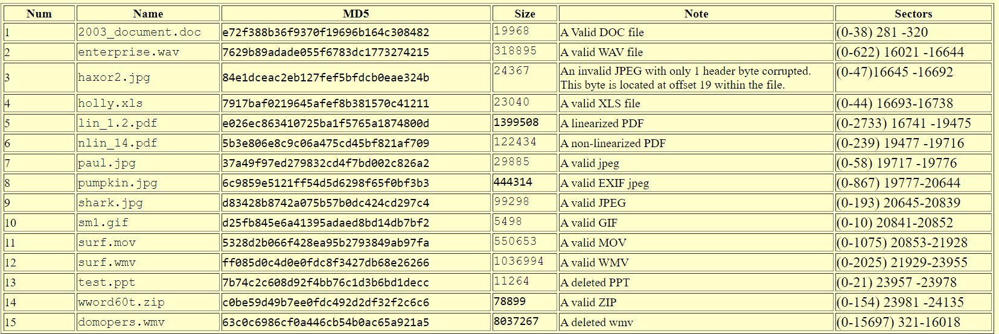 Num Name MD5 Size Note Sectors
1 2003_document.doc e72f388b36f9370f19696b164c308482 19968 A Valid DOC file (0-38) 281 -320
2 enterprise.wav 7629b89adade055f6783dc1773274215 318895 A valid WAV file (0-622) 16021 -16644
3 haxor2.jpg 84e1dceac2eb127fef5bfdcb0eae324b 24367 An invalid JPEG with only 1 header byte corrupted. (0-47)16645 -16692
This byte is located at offset 19 within the file.
4 holly.xls 7917baf0219645afef8b381570c41211 23040 A valid XLS file (0-44) 16693-16738
5 lin_1.2.pdf e026ec863410725ba1f5765a1874800d 1399508 A linearized PDF (0-2733) 16741 -19475
6 nlin_14.pdf 5b3e806e8c9c06a475cd45bf821af709 122434 A non-linearized PDF (0-239) 19477 -19716
7 paul.jpg 37a49f97ed279832cd4f7bd002c826a2 29885 A valid jpeg (0-58) 19717 -19776
8 pumpkin.jpg 6c9859e5121ff54d5d6298f65f0bf3b3 444314 A valid EXIF jpeg (0-867) 19777-20644
9 shark.jpg d83428b8742a075b57b0dc424cd297c4 99298 A valid JPEG (0-193) 20645-20839
10 sm1.gif d25fb845e6a41395adaed8bd14db7bf2 5498 A valid GIF (0-10) 20841-20852
11 surf.mov 5328d2b066f428ea95b2793849ab97fa 550653 A valid MOV (0-1075) 20853-21928
12 surf.wmv ff085d0c4d0e0fdc8f3427db68e26266 1036994 A valid WMV (0-2025) 21929-23955
13 test.ppt 7b74c2c608d92f4bb76c1d3b6bd1decc 11264 A deleted PPT (0-21) 23957 -23978
14 wword60t.zip c0be59d49b7ee0fdc492d2df32f2c6c6 78899 A valid ZIP (0-154) 23981 -24135
15 domopers.wmv 63c0c6986cf0a446cb54b0ac65a921a5 8037267 A deleted wmv (0-15697) 321-16018